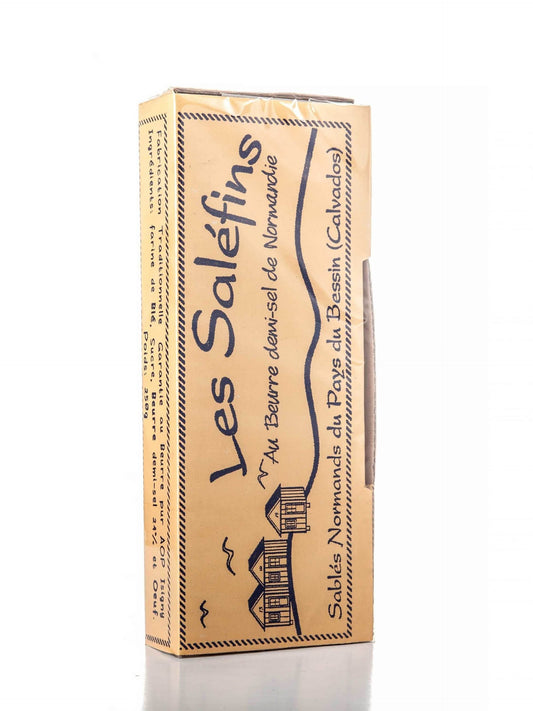 Les Saléfins
Au Beurre demi-sel de Normandie
Sablés Normands du Pays du Bessin (Calvados)
Fabrication Traditionnelle Garantie au Beurre pur AOP Isigny
Ingrédients: farine de Blé, Sucre, Beurre demi-sel 24% et Oeuf.
Poids: 250g